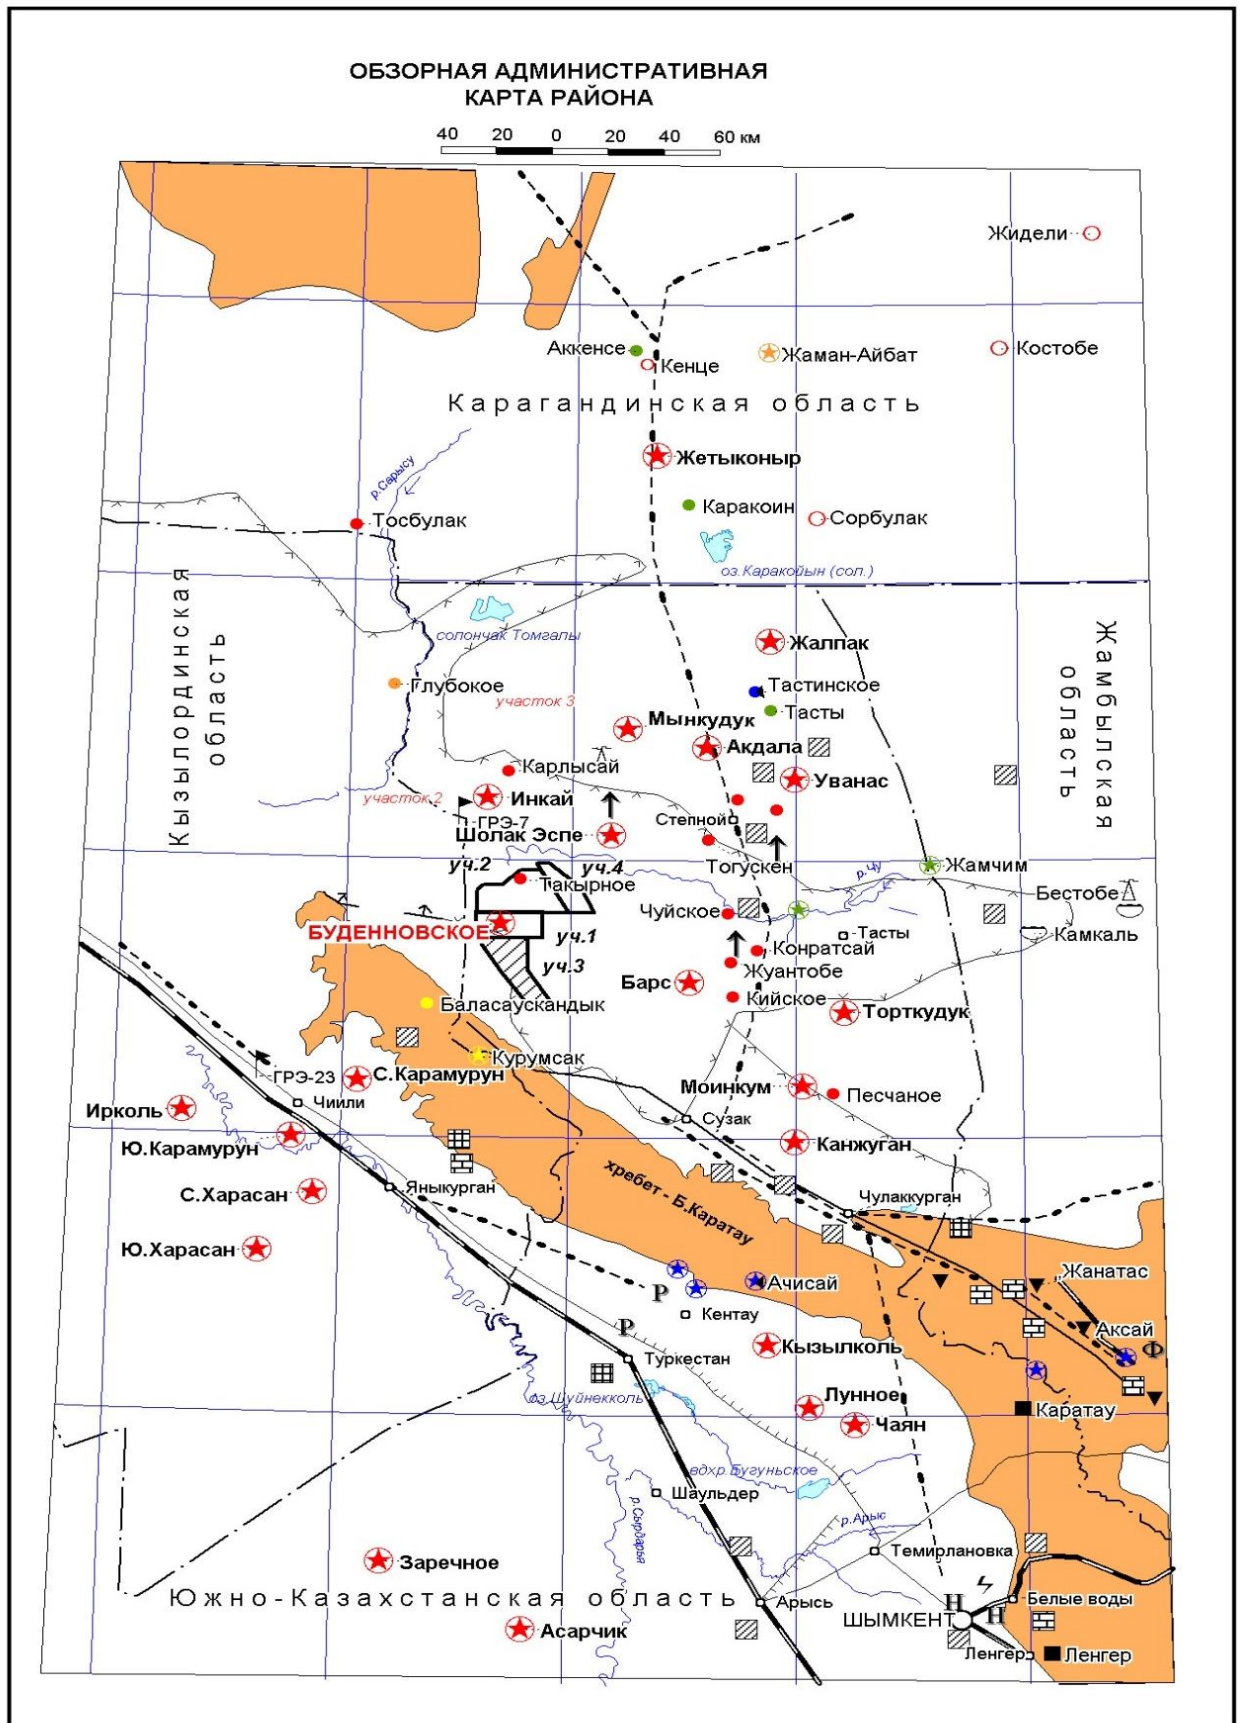 ОБЗОРНАЯ АДМИНИСТРАТИВНАЯ
КАРТА РАЙОНА
40 20 0 20 40 60 км
Жидели
Аккенсе
Кенце
Жаман-Айбат
Костобе
Карагандинская область
Жетыконыр
р.Сарысу
Каракоин
Сорбулак
Тосбулак
оз.Каракойын (сол.)
Кызылординская
область
солончак Томгалы
Жалпак
Жамбылская
область
Глубокое
Тастинское
участок 3
Тасты
Мынкудук
Акдала
Карлысай
Уванас
участок 2
Инкай
ГРЭ-7
Степной
Шолак Эспе
уч.2
уч.4
Тогускен
р.Чу
Жамчим
Такырное
Бестобе
Чуйское
БУДЕННОВСКОЕ
уч.1
Тасты
Камкаль
Конратсай
уч.3
Жуантобе
Барс
Кийское
Баласаускандык
Торткудук
Курумсак
ГРЭ-23
С.Карамурун
Моинкум
Песчаное
Чиили
Ирколь
Сузак
Ю.Карамурун
Канжуган
хребет - Б.Каратау
Яныкурган
С.Харасан
Чулаккурган
Ю.Харасан
Ачисай
Жанатас
Р
Кентау
Р
Аксай
Ф
Кызылколь
Туркестан
оз.Шуйнекколь
Лунное
Каратау
Чаян
вдхр.Бугуньское
Шаульдер
р.Сырдарья
р.Арыс
Темирлановка
Заречное
Южно-Казахстанская область
Арысь
Н
Белые воды
ШЫМКЕНТ
Н
Асарчик
Ленгер
Ленгер